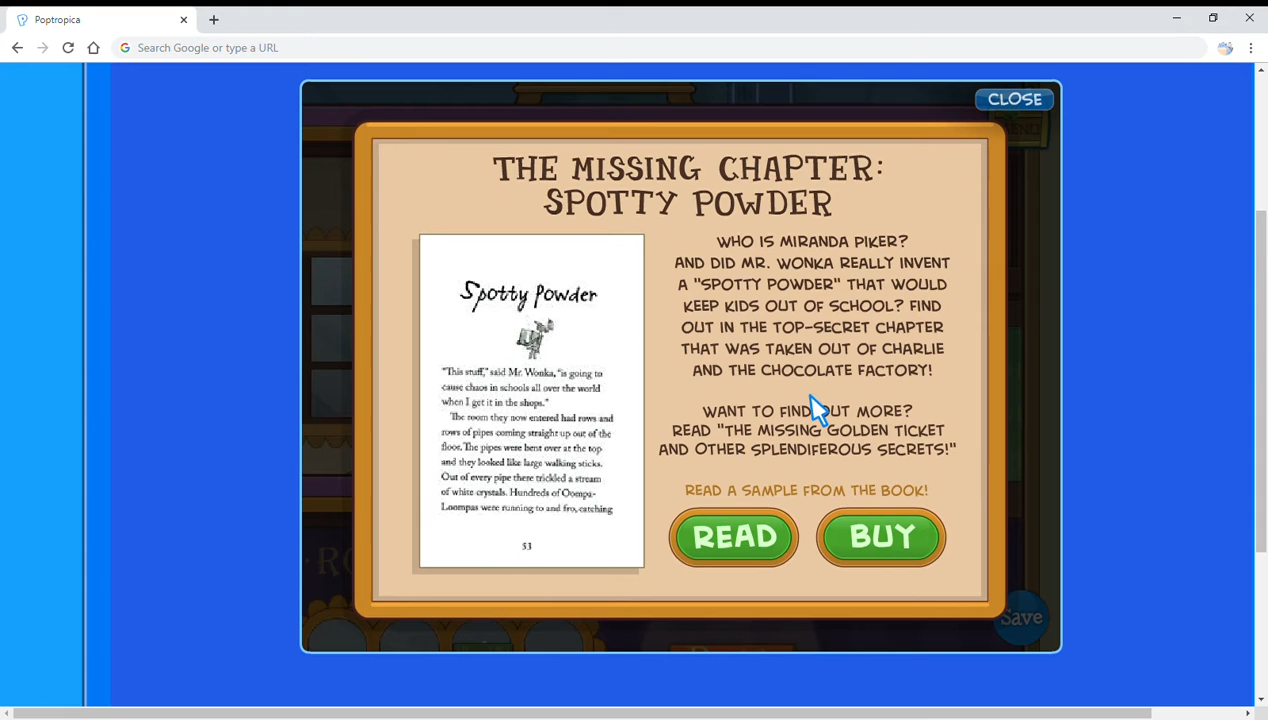 Poptropica
Search Google or type a URL
CLOSE
THE MISSING CHAPTER:
SPOTTY POWDER
Spotty Powder
"This stuff," said Mr. Wonka, "is going to
cause chaos in schools all over the world
when I get it in the shops."
The room they now entered had rows and
rows of pipes coming straight up out of the
floor. The pipes were bent over at the top
and they looked like large walking sticks.
Out of every pipe there trickled a stream
of white crystals. Hundreds of Oompa-
Loompas were running to and fro, catching
53
WHO IS MIRANDA PIKER?
AND DID MR. WONKA REALLY INVENT
A "SPOTTY POWDER" THAT WOULD
KEEP KIDS OUT OF SCHOOL? FIND
OUT IN THE TOP-SECRET CHAPTER
THAT WAS TAKEN OUT OF CHARLIE
AND THE CHOCOLATE FACTORY!
WANT TO FIND OUT MORE?
READ "THE MISSING GOLDEN TICKET
AND OTHER SPLENDIFEROUS SECRETS!"
READ A SAMPLE FROM THE BOOK!
READ
BUY
Save